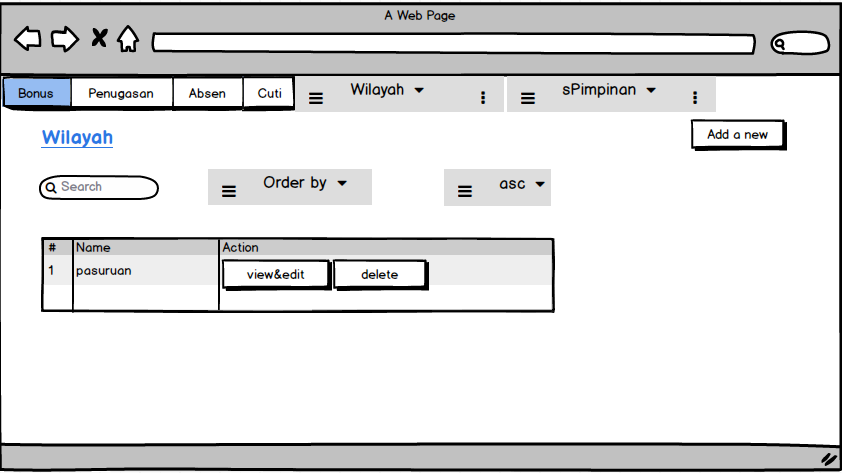 A Web Page
Bonus Penugasan Absen Cuti Wilayah sPimpinan
Wilayah
Add a new
Search Order by asc
# Name Action
1 pasuruan view&edit delete